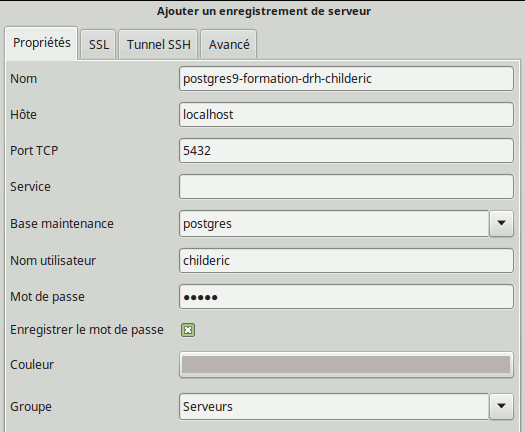 Ajouter un enregistrement de serveur
Propriétés SSL Tunnel SSH Avancé
Nom postgres9-formation-drh-childeric
Hôte localhost
Port TCP 5432
Service
Base maintenance postgres
Nom utilisateur childeric
Mot de passe ●●●●●
Enregistrer le mot de passe
Couleur
Groupe Serveurs